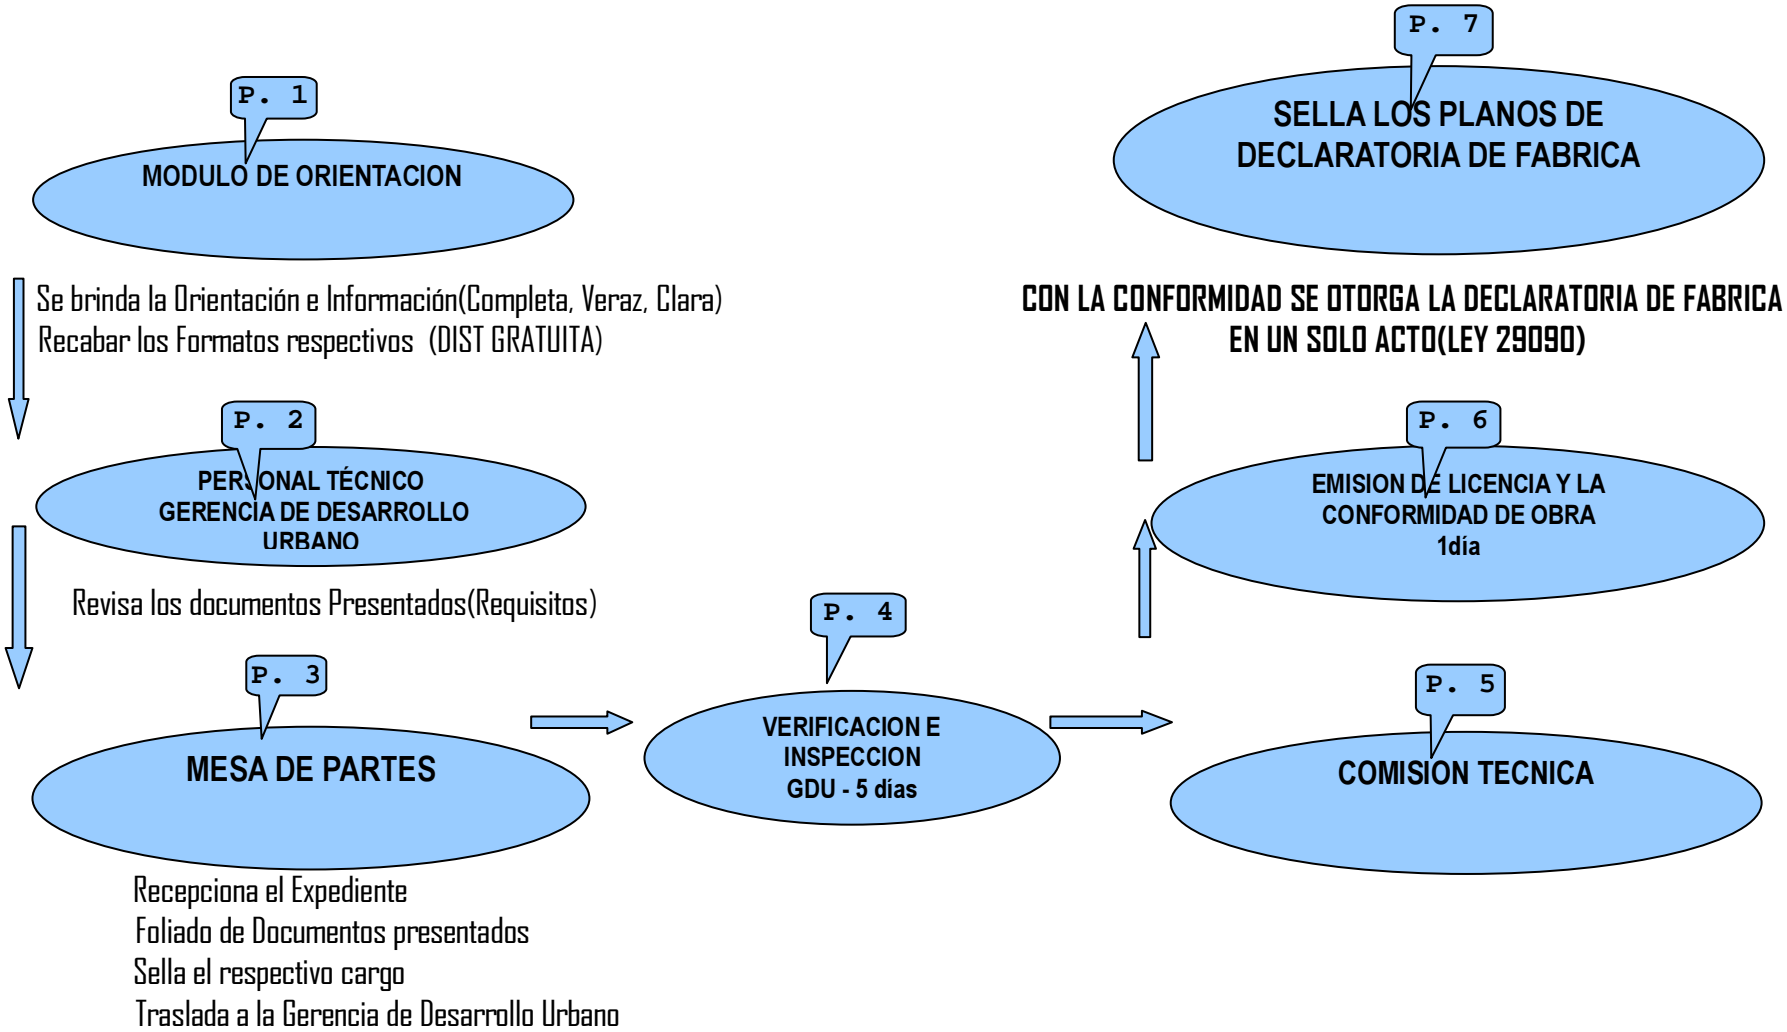 P. 1
MODULO DE ORIENTACION
Se brinda la Orientación e Información(Completa, Veraz, Clara)
Recabar los Formatos respectivos (DIST GRATUITA)
P. 2
PERSONAL TÉCNICO
GERENCIA DE DESARROLLO
URBANO
Revisa los documentos Presentados(Requisitos)
P. 3
MESA DE PARTES
Recepciona el Expediente
Foliado de Documentos presentados
Sella el respectivo cargo
Traslada a la Gerencia de Desarrollo Urbano
P. 4
VERIFICACION E
INSPECCION
GDU - 5 días
P. 5
COMISION TECNICA
P. 6
EMISION DE LICENCIA Y LA
CONFORMIDAD DE OBRA
1día
P. 7
SELLA LOS PLANOS DE
DECLARATORIA DE FABRICA
CON LA CONFORMIDAD SE OTORGA LA DECLARATORIA DE FABRICA
EN UN SOLO ACTO(LEY 29090)